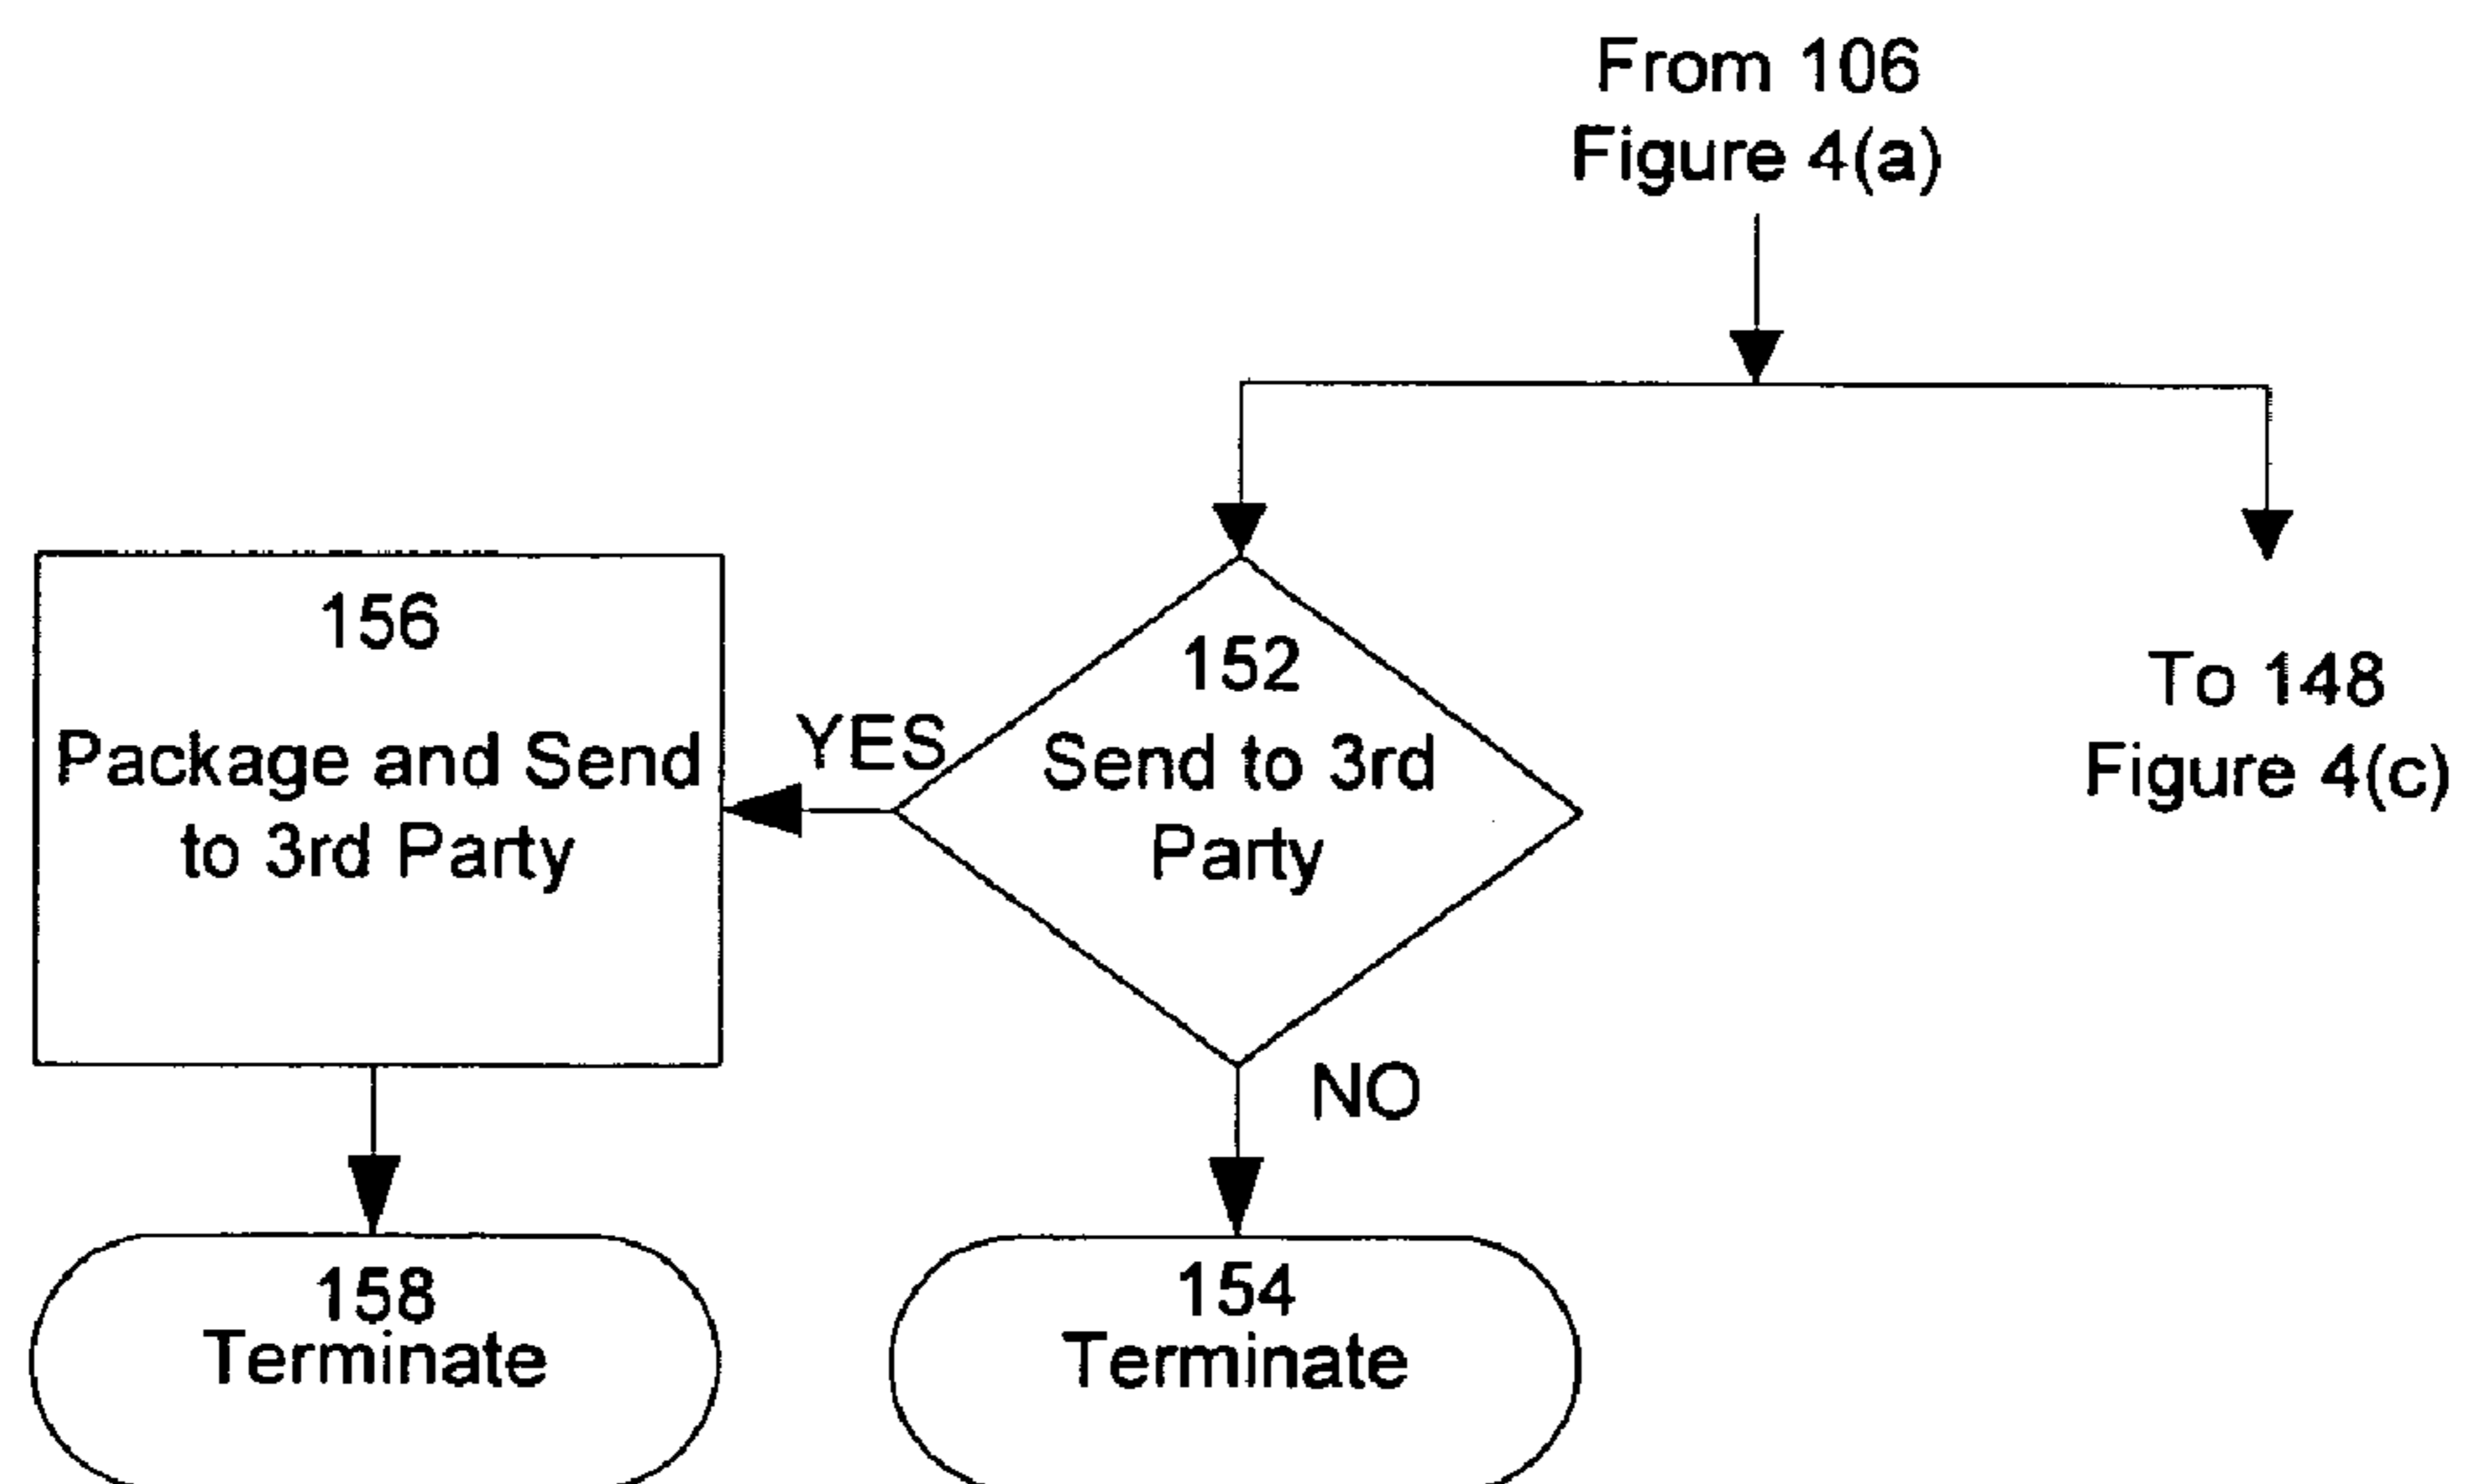 From 106
Figure 4(a)
156
Package and Send
to 3rd Party
YES
152
Send to 3rd
Party
To 148
Figure 4(c)
NO
158
Terminate
154
Terminate